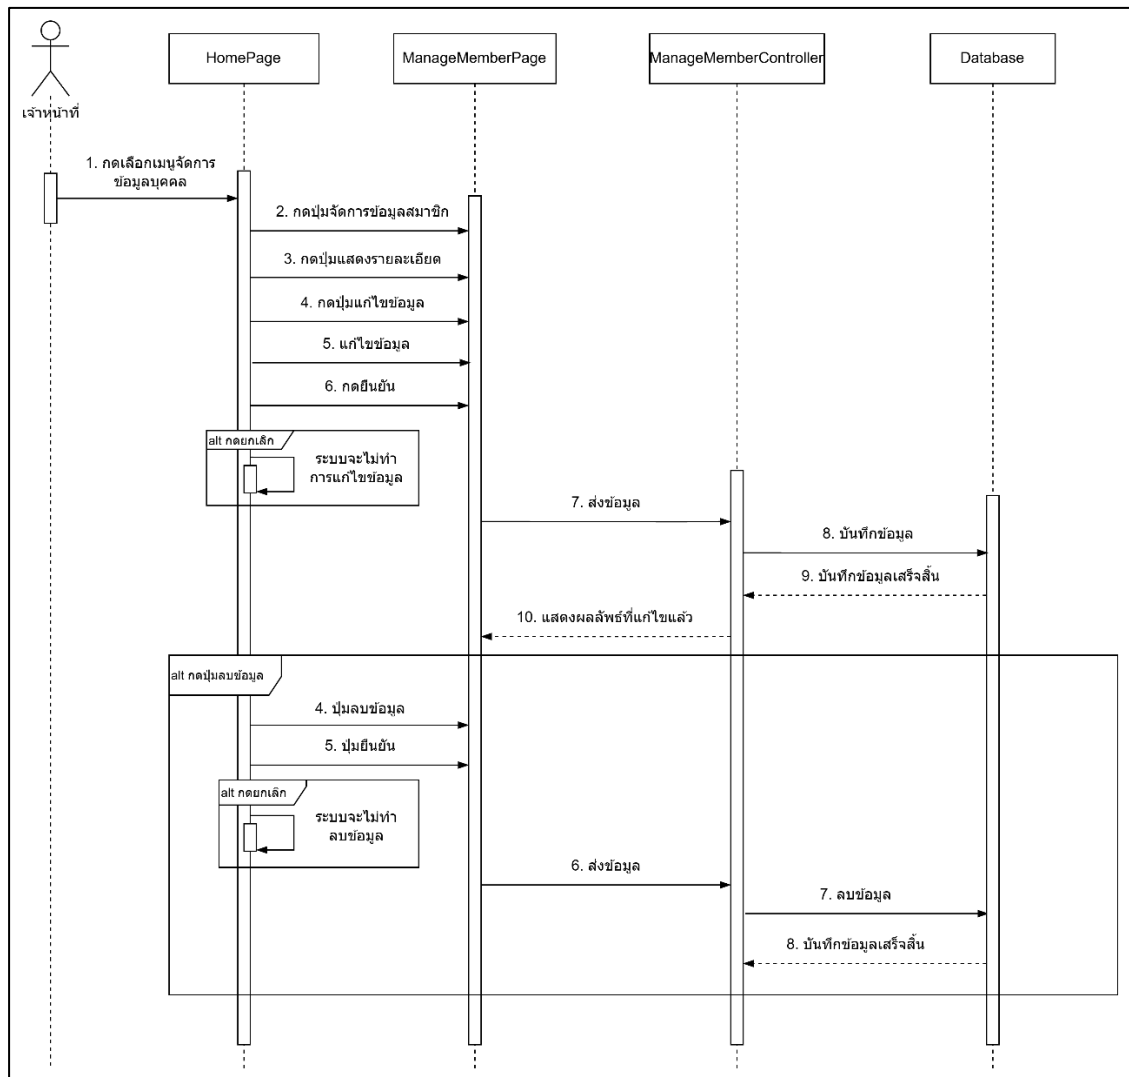 HomePage
ManageMemberPage
ManageMemberController
Database
เจ้าหน้าที่
1. กดเลือกเมนูจัดการ
ข้อมูลบุคคล
2. กดปุ่มจัดการข้อมูลสมาชิก
3. กดปุ่มแสดงรายละเอียด
4. กดปุ่มแก้ไขข้อมูล
5. แก้ไขข้อมูล
6. กดยืนยัน
alt กดยกเลิก
ระบบจะไม่ทำ
การแก้ไขข้อมูล
7. ส่งข้อมูล
8. บันทึกข้อมูล
9. บันทึกข้อมูลเสร็จสิ้น
10. แสดงผลลัพธ์ที่แก้ไขแล้ว
alt กดปุ่มลบข้อมูล
4. ปุ่มลบข้อมูล
5. ปุ่มยืนยัน
alt กดยกเลิก
ระบบจะไม่ทำ
ลบข้อมูล
6. ส่งข้อมูล
7. ลบข้อมูล
8. บันทึกข้อมูลเสร็จสิ้น